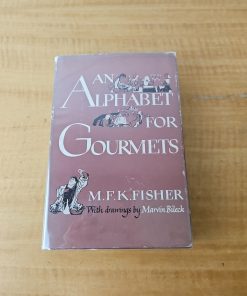 AN
ALPHABET
FOR
GOURMETS
M.F.K.FISHER
With drawings by Marvin Bileck